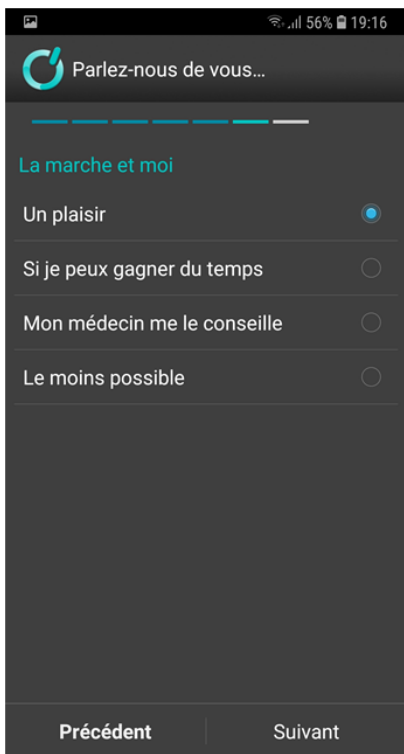 56% 19:16
Parlez-nous de vous...
La marche et moi
Un plaisir
Si je peux gagner du temps
Mon médecin me le conseille
Le moins possible
Précédent Suivant